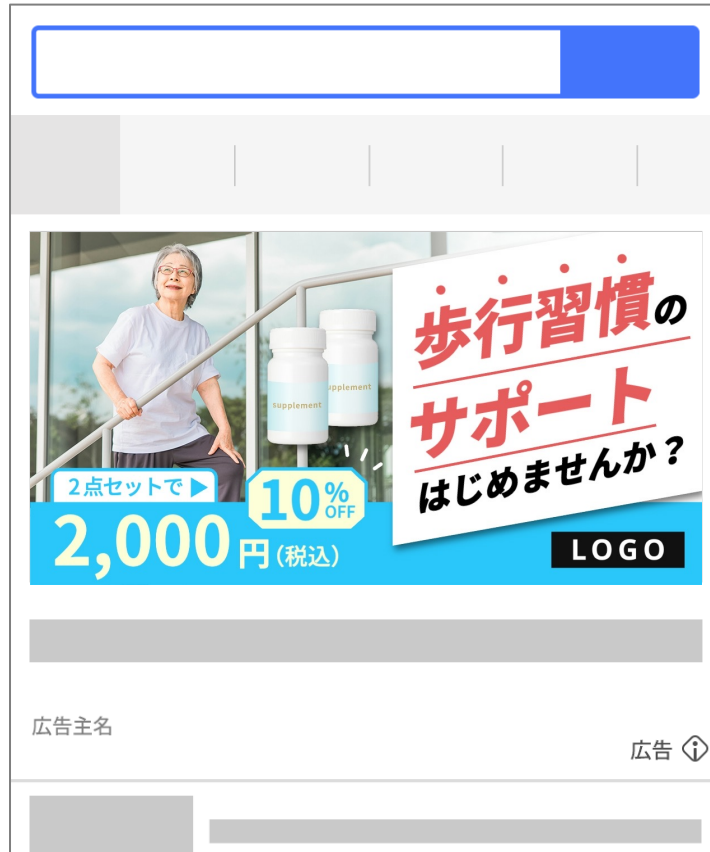 歩行習慣の
サポート
はじめませんか？
supplement
supplement
2点セットで▶
10%OFF
2,000円(税込)
LOGO
広告主名
広告